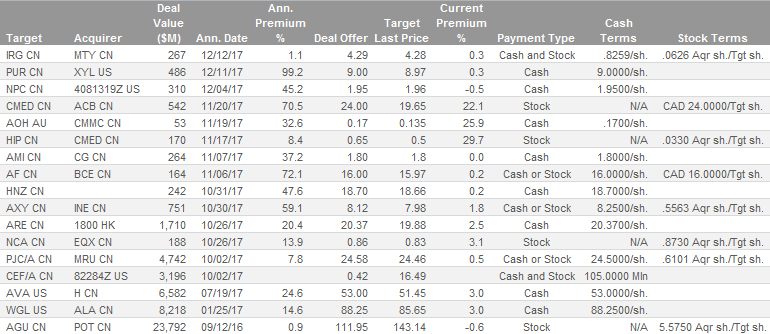 Target Acquirer Deal Value ($M) Ann. Date Ann. Premium % Deal Offer Target Last Price Current Premium % Payment Type Cash Terms Stock Terms
IRG CN MTY CN 267 12/12/17 1.1 4.29 4.28 0.3 Cash and Stock .8259/sh. .0626 Aqr sh./Tgt sh.
PUR CN XYL US 486 12/11/17 99.2 9.00 8.97 0.3 Cash 9.0000/sh.
NPC CN 4081319Z US 310 12/04/17 45.2 1.95 1.96 -0.5 Cash 1.9500/sh.
CMED CN ACB CN 542 11/20/17 70.5 24.00 19.65 22.1 Stock N/A CAD 24.0000/Tgt sh.
AOH AU CMMC CN 53 11/19/17 32.6 0.17 0.135 25.9 Cash .1700/sh.
HIP CN CMED CN 170 11/17/17 8.4 0.65 0.5 29.7 Stock N/A .0330 Aqr sh./Tgt sh.
AMI CN CG CN 264 11/07/17 37.2 1.80 1.8 0.0 Cash 1.8000/sh.
AF CN BCE CN 164 11/06/17 72.1 16.00 15.97 0.2 Cash or Stock 16.0000/sh. CAD 16.0000/Tgt sh.
HNZ CN 242 10/31/17 47.6 18.70 18.66 0.2 Cash 18.7000/sh.
AXY CN INE CN 751 10/30/17 59.1 8.12 7.98 1.8 Cash or Stock 8.2500/sh. .5563 Aqr sh./Tgt sh.
ARE CN 1800 HK 1,710 10/26/17 20.4 20.37 19.88 2.5 Cash 20.3700/sh.
NCA CN EQX CN 188 10/26/17 13.9 0.86 0.83 3.1 Stock N/A .8730 Aqr sh./Tgt sh.
PJC/A CN MRU CN 4,742 10/02/17 7.8 24.58 24.46 0.5 Cash or Stock 24.5000/sh. .6101 Aqr sh./Tgt sh.
CEF/A CN 82284Z US 3,196 10/02/17 0.42 16.49 Cash and Stock 105.0000 Mln
AVA US H CN 6,582 07/19/17 24.6 53.00 51.45 3.0 Cash 53.0000/sh.
WGL US ALA CN 8,218 01/25/17 14.6 88.25 85.65 3.0 Cash 88.2500/sh.
AGU CN POT CN 23,792 09/12/16 0.9 111.95 143.14 -0.6 Stock N/A 5.5750 Aqr sh./Tgt sh.